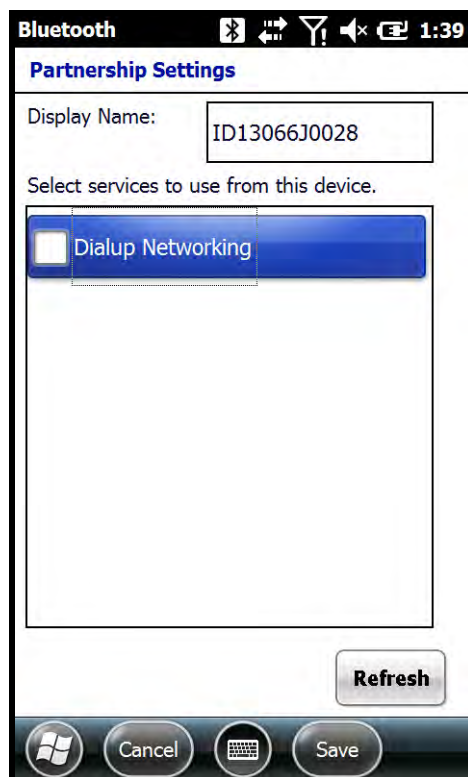 Bluetooth 1:39
Partnership Settings
Display Name:
ID13066J0028
Select services to use from this device.
Dialup Networking
Refresh
Cancel
Save